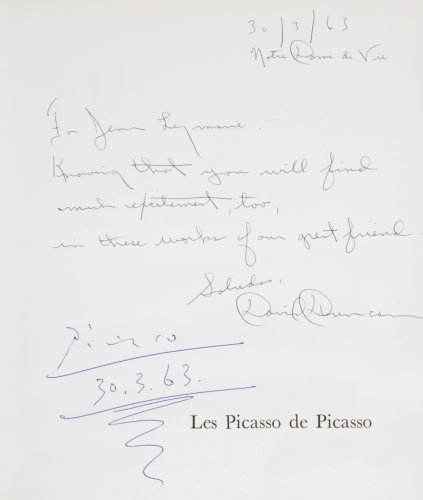 30/3/63
Notre Dame de Vie
For Jean Leymarie.
Knowing that you will find
much excitement, too,
in these works of our great friend.
Saludos,
David D Duncan
Picasso
30.3.63.
Les Picasso de Picasso